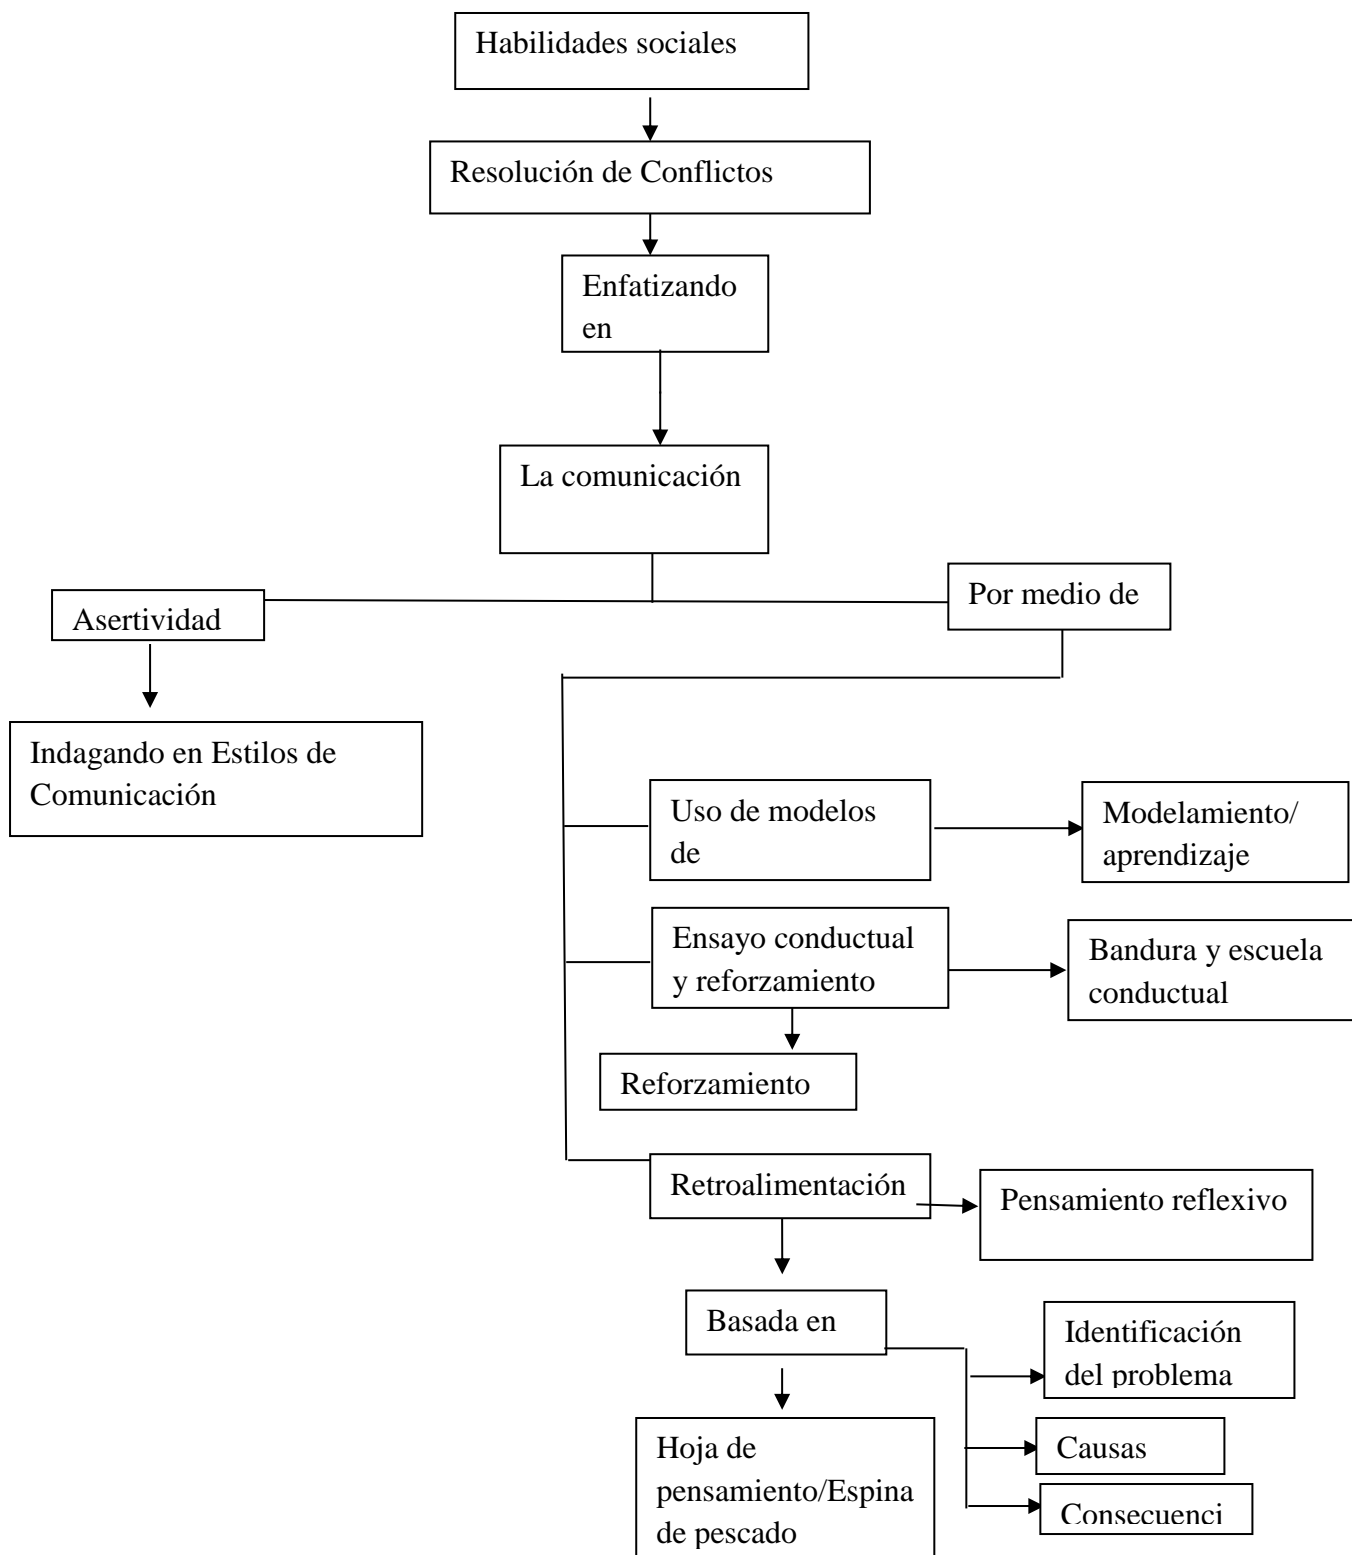 Habilidades sociales
Resolución de Conflictos
Enfatizando
en
La comunicación
Asertividad
Por medio de
Indagando en Estilos de
Comunicación
Uso de modelos
de
Modelamiento/
aprendizaje
Ensayo conductual
y reforzamiento
Bandura y escuela
conductual
Reforzamiento
Retroalimentación
Pensamiento reflexivo
Basada en
Identificación
del problema
Causas
Consecuenci
Hoja de
pensamiento/Espina
de pescado